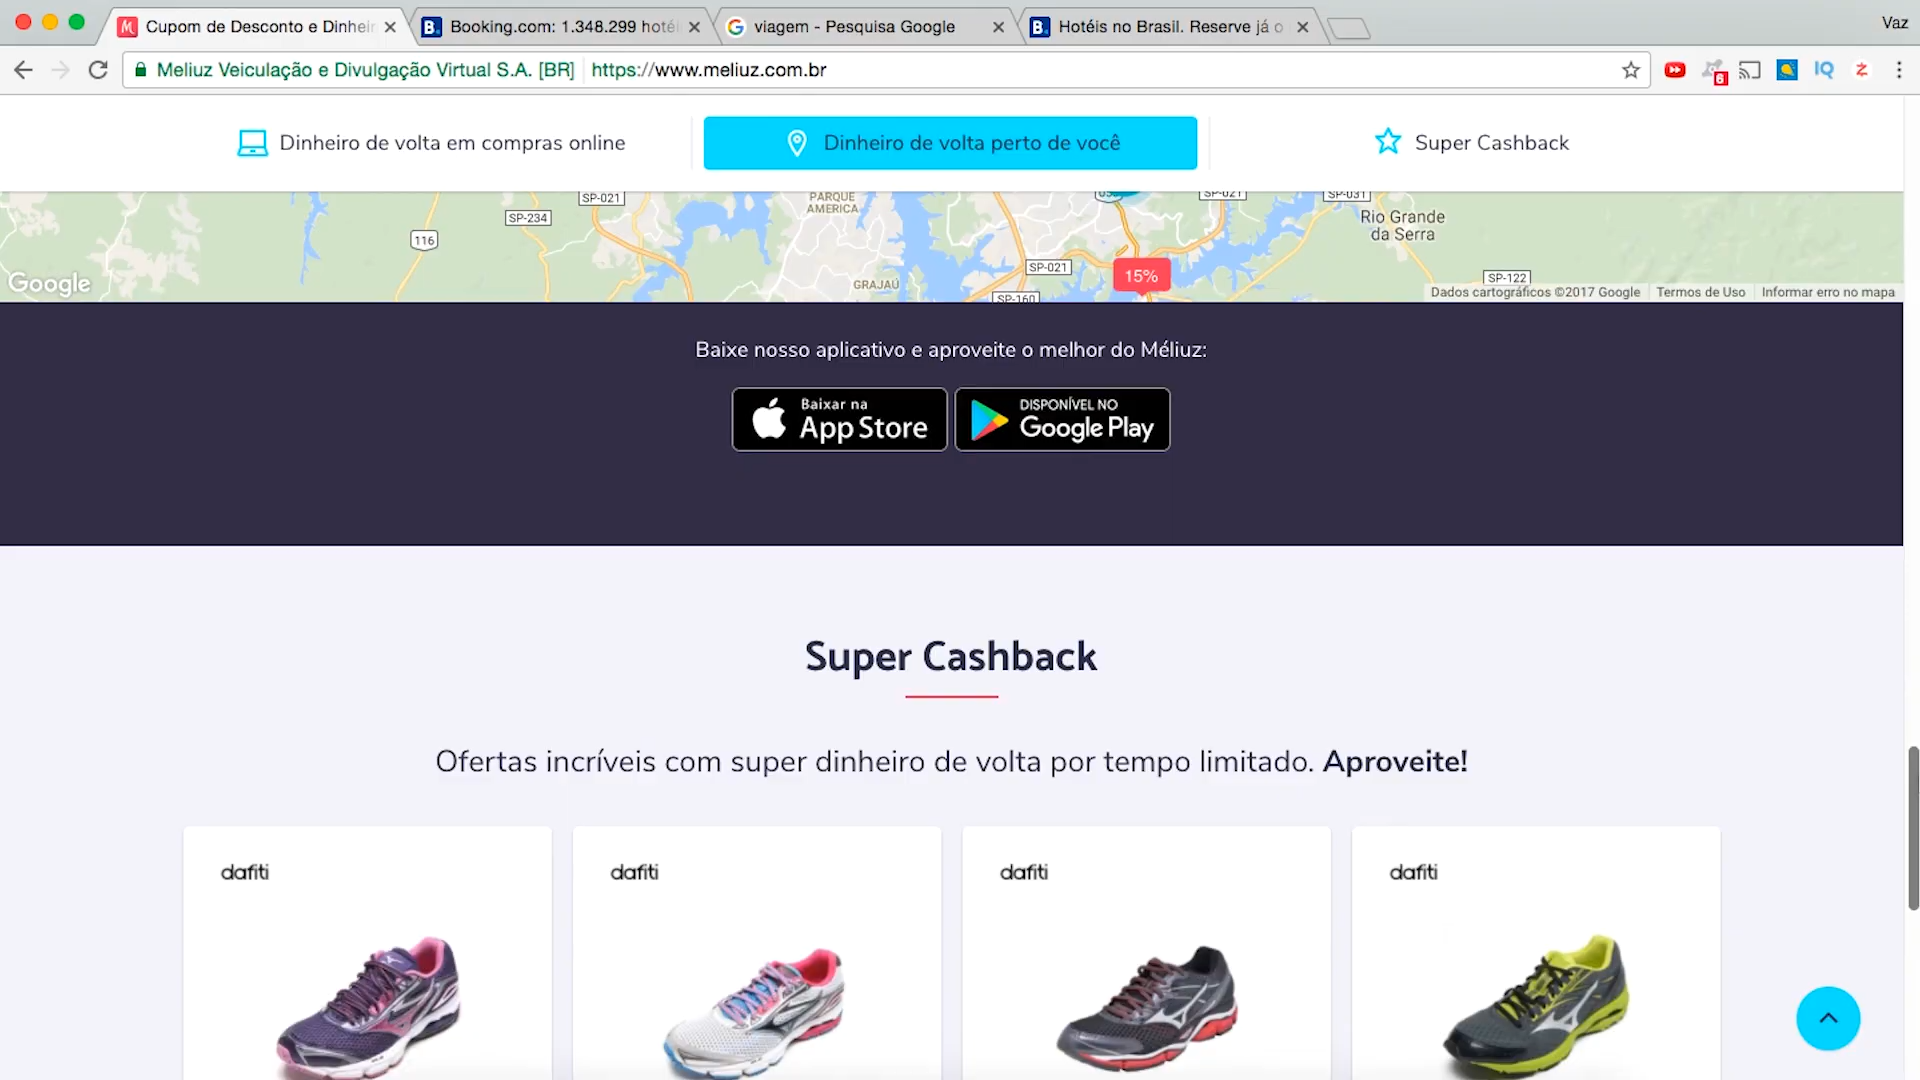 Cupom de Desconto e Dinheir
Booking.com: 1.348.299 hoté
viagem - Pesquisa Google
Hotéis no Brasil. Reserve já o
Vaz
Meliuz Veiculação e Divulgação Virtual S.A. [BR]
https://www.meliuz.com.br
6
IQ
Dinheiro de volta em compras online
Dinheiro de volta perto de você
Super Cashback
SP-021
PARQUE
AMERICA
SP-021
SP-031
SP-234
116
Rio Grande
da Serra
SP-021
15%
GRAJAÚ
SP-122
Google
SP-160
Dados cartográficos ©2017 Google
Termos de Uso
Informar erro no mapa
Baixe nosso aplicativo e aproveite o melhor do Méliuz:
Baixar na
App Store
DISPONÍVEL NO
Google Play
Super Cashback
Ofertas incríveis com super dinheiro de volta por tempo limitado. Aproveite!
dafiti
dafiti
dafiti
dafiti